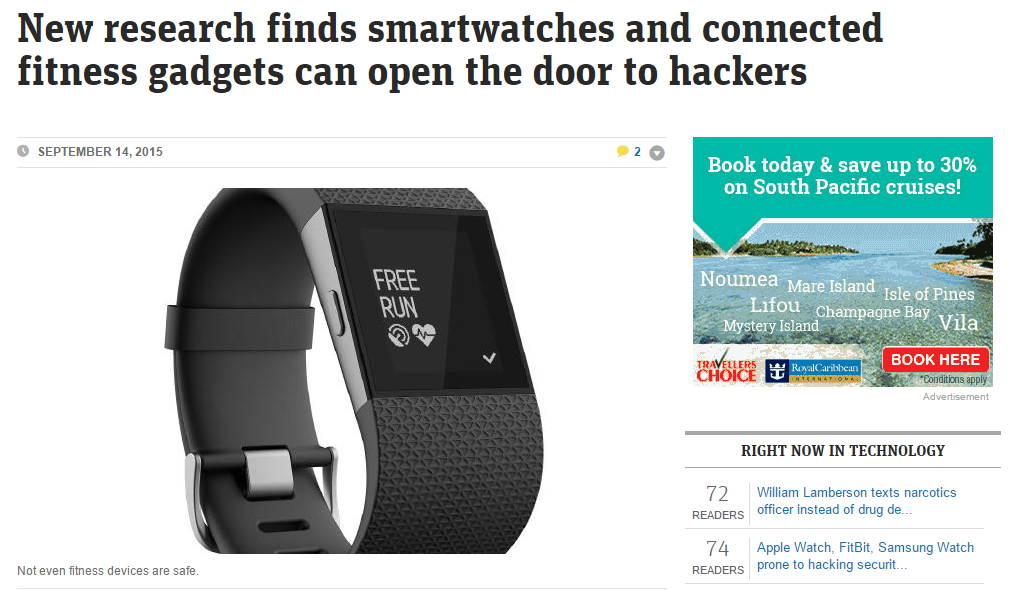 New research finds smartwatches and connected
fitness gadgets can open the door to hackers
SEPTEMBER 14, 2015
2
FREE
RUN
Not even fitness devices are safe.
Book today & save up to 30%
on South Pacific cruises!
Noumea
Mare Island
Isle of Pines
Lifou
Champagne Bay
Mystery Island
Vila
TRAVELLERS
CHOICE
RoyalCaribbean
INTERNATIONAL
BOOK HERE
*Conditions apply
Advertisement
RIGHT NOW IN TECHNOLOGY
72
READERS
William Lamberson texts narcotics
officer instead of drug de...
74
READERS
Apple Watch, FitBit, Samsung Watch
prone to hacking securit...